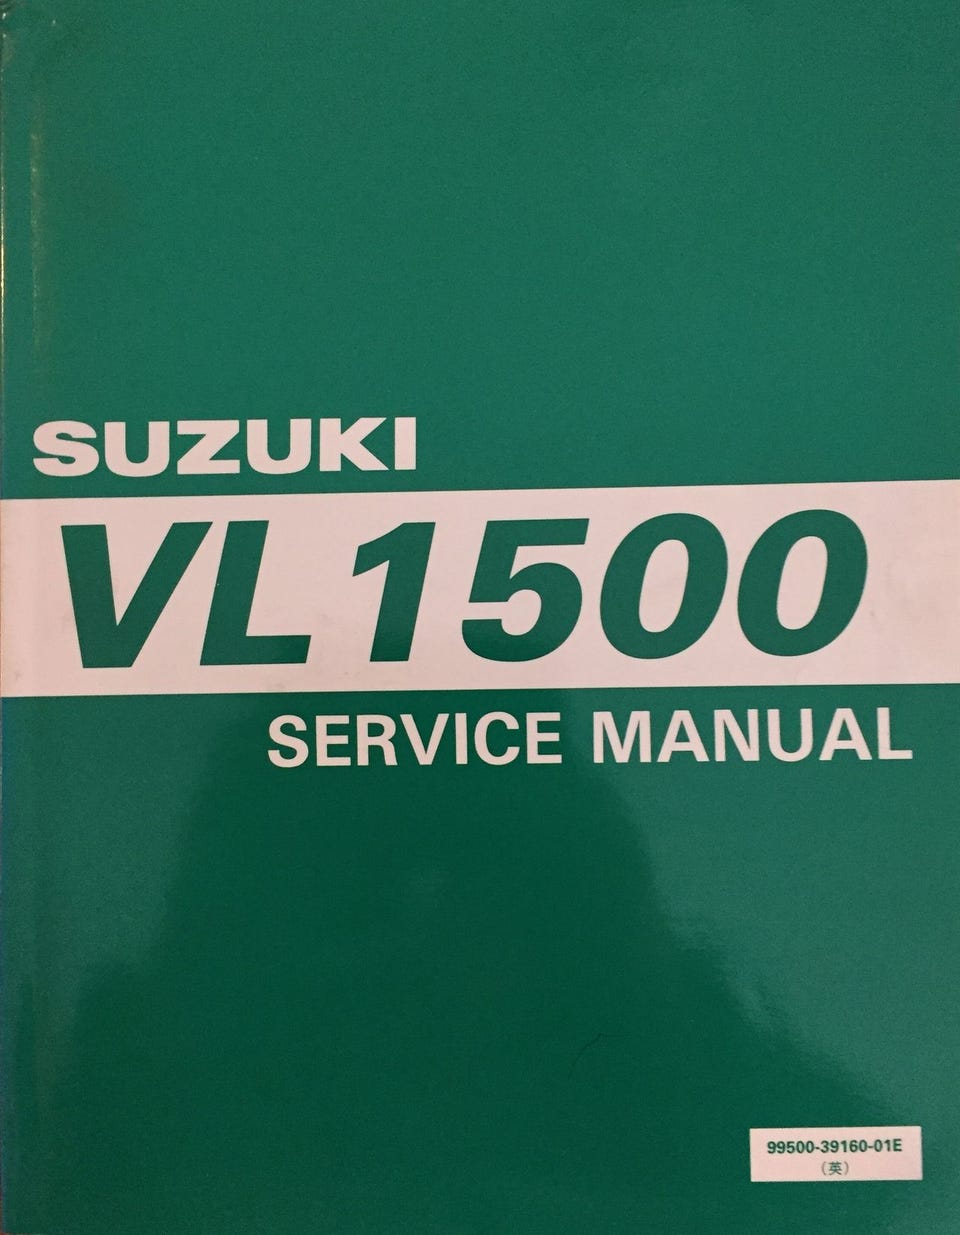 SUZUKI
VL1500
SERVICE MANUAL
99500-39160-01E
(英)